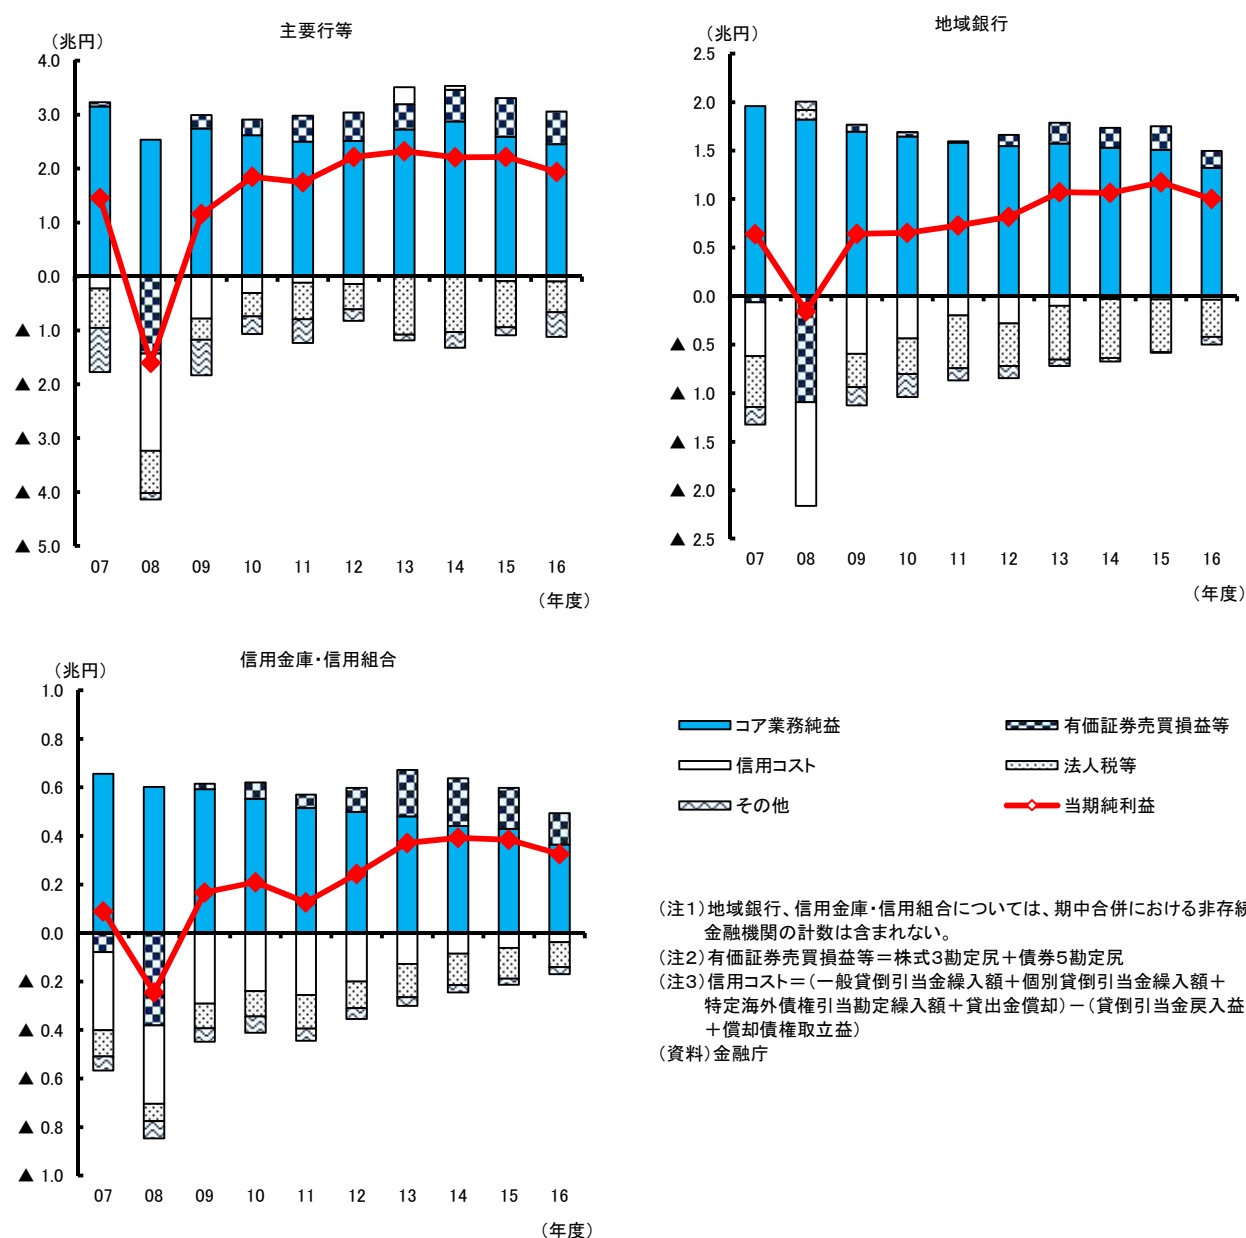 主要行等
（兆円）
4.0
3.0
2.0
1.0
0.0
▲ 1.0
▲ 2.0
▲ 3.0
▲ 4.0
▲ 5.0
07 08 09 10 11 12 13 14 15 16
（年度）
地域銀行
（兆円）
2.5
2.0
1.5
1.0
0.5
0.0
▲ 0.5
▲ 1.0
▲ 1.5
▲ 2.0
▲ 2.5
07 08 09 10 11 12 13 14 15 16
（年度）
信用金庫・信用組合
（兆円）
1.0
0.8
0.6
0.4
0.2
0.0
▲ 0.2
▲ 0.4
▲ 0.6
▲ 0.8
▲ 1.0
07 08 09 10 11 12 13 14 15 16
（年度）
コア業務純益 有価証券売買損益等
信用コスト 法人税等
その他 当期純利益
（注１）地域銀行、信用金庫・信用組合については、期中合併における非存続
金融機関の計数は含まれない。
（注２）有価証券売買損益等＝株式３勘定尻＋債券５勘定尻
（注３）信用コスト＝（一般貸倒引当金繰入額＋個別貸倒引当金繰入額＋
特定海外債権引当勘定繰入額＋貸出金償却）－（貸倒引当金戻入益
＋償却債権取立益）
（資料）金融庁